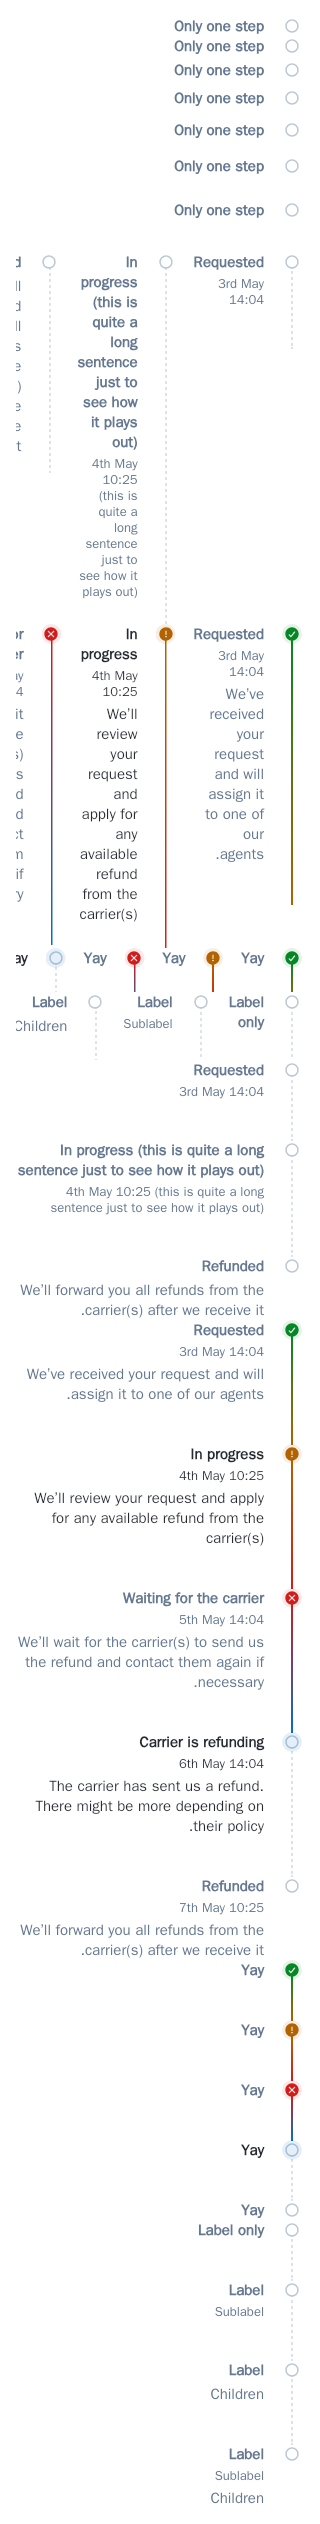 Only one step
Only one step
Only one step
Only one step
Only one step
Only one step
Only one step
Requested
3rd May
14:04
In
progress
(this is
quite a
long
sentence
just to
see how
it plays
out)
4th May
10:25
(this is
quite a
long
sentence
just to
see how it
plays out)
Requested
3rd May
14:04
We've
received
your
request
and will
assign it
to one of
our
.agents
In
progress
4th May
10:25
We'll
review
your
request
and
apply for
any
available
refund
from the
carrier(s)
Yay
Yay
Yay
Label
only
Label
Sublabel
Label
Children
Requested
3rd May 14:04
In progress (this is quite a long
sentence just to see how it plays out)
4th May 10:25 (this is quite a long
sentence just to see how it plays out)
Refunded
We'll forward you all refunds from the
.carrier(s) after we receive it
Requested
3rd May 14:04
We've received your request and will
.assign it to one of our agents
In progress
4th May 10:25
We'll review your request and apply
for any available refund from the
carrier(s)
Waiting for the carrier
5th May 14:04
We'll wait for the carrier(s) to send us
the refund and contact them again if
.necessary
Carrier is refunding
6th May 14:04
The carrier has sent us a refund.
There might be more depending on
.their policy
Refunded
7th May 10:25
We'll forward you all refunds from the
.carrier(s) after we receive it
Yay
Yay
Yay
Yay
Yay
Label only
Label
Sublabel
Label
Children
Label
Sublabel
Children